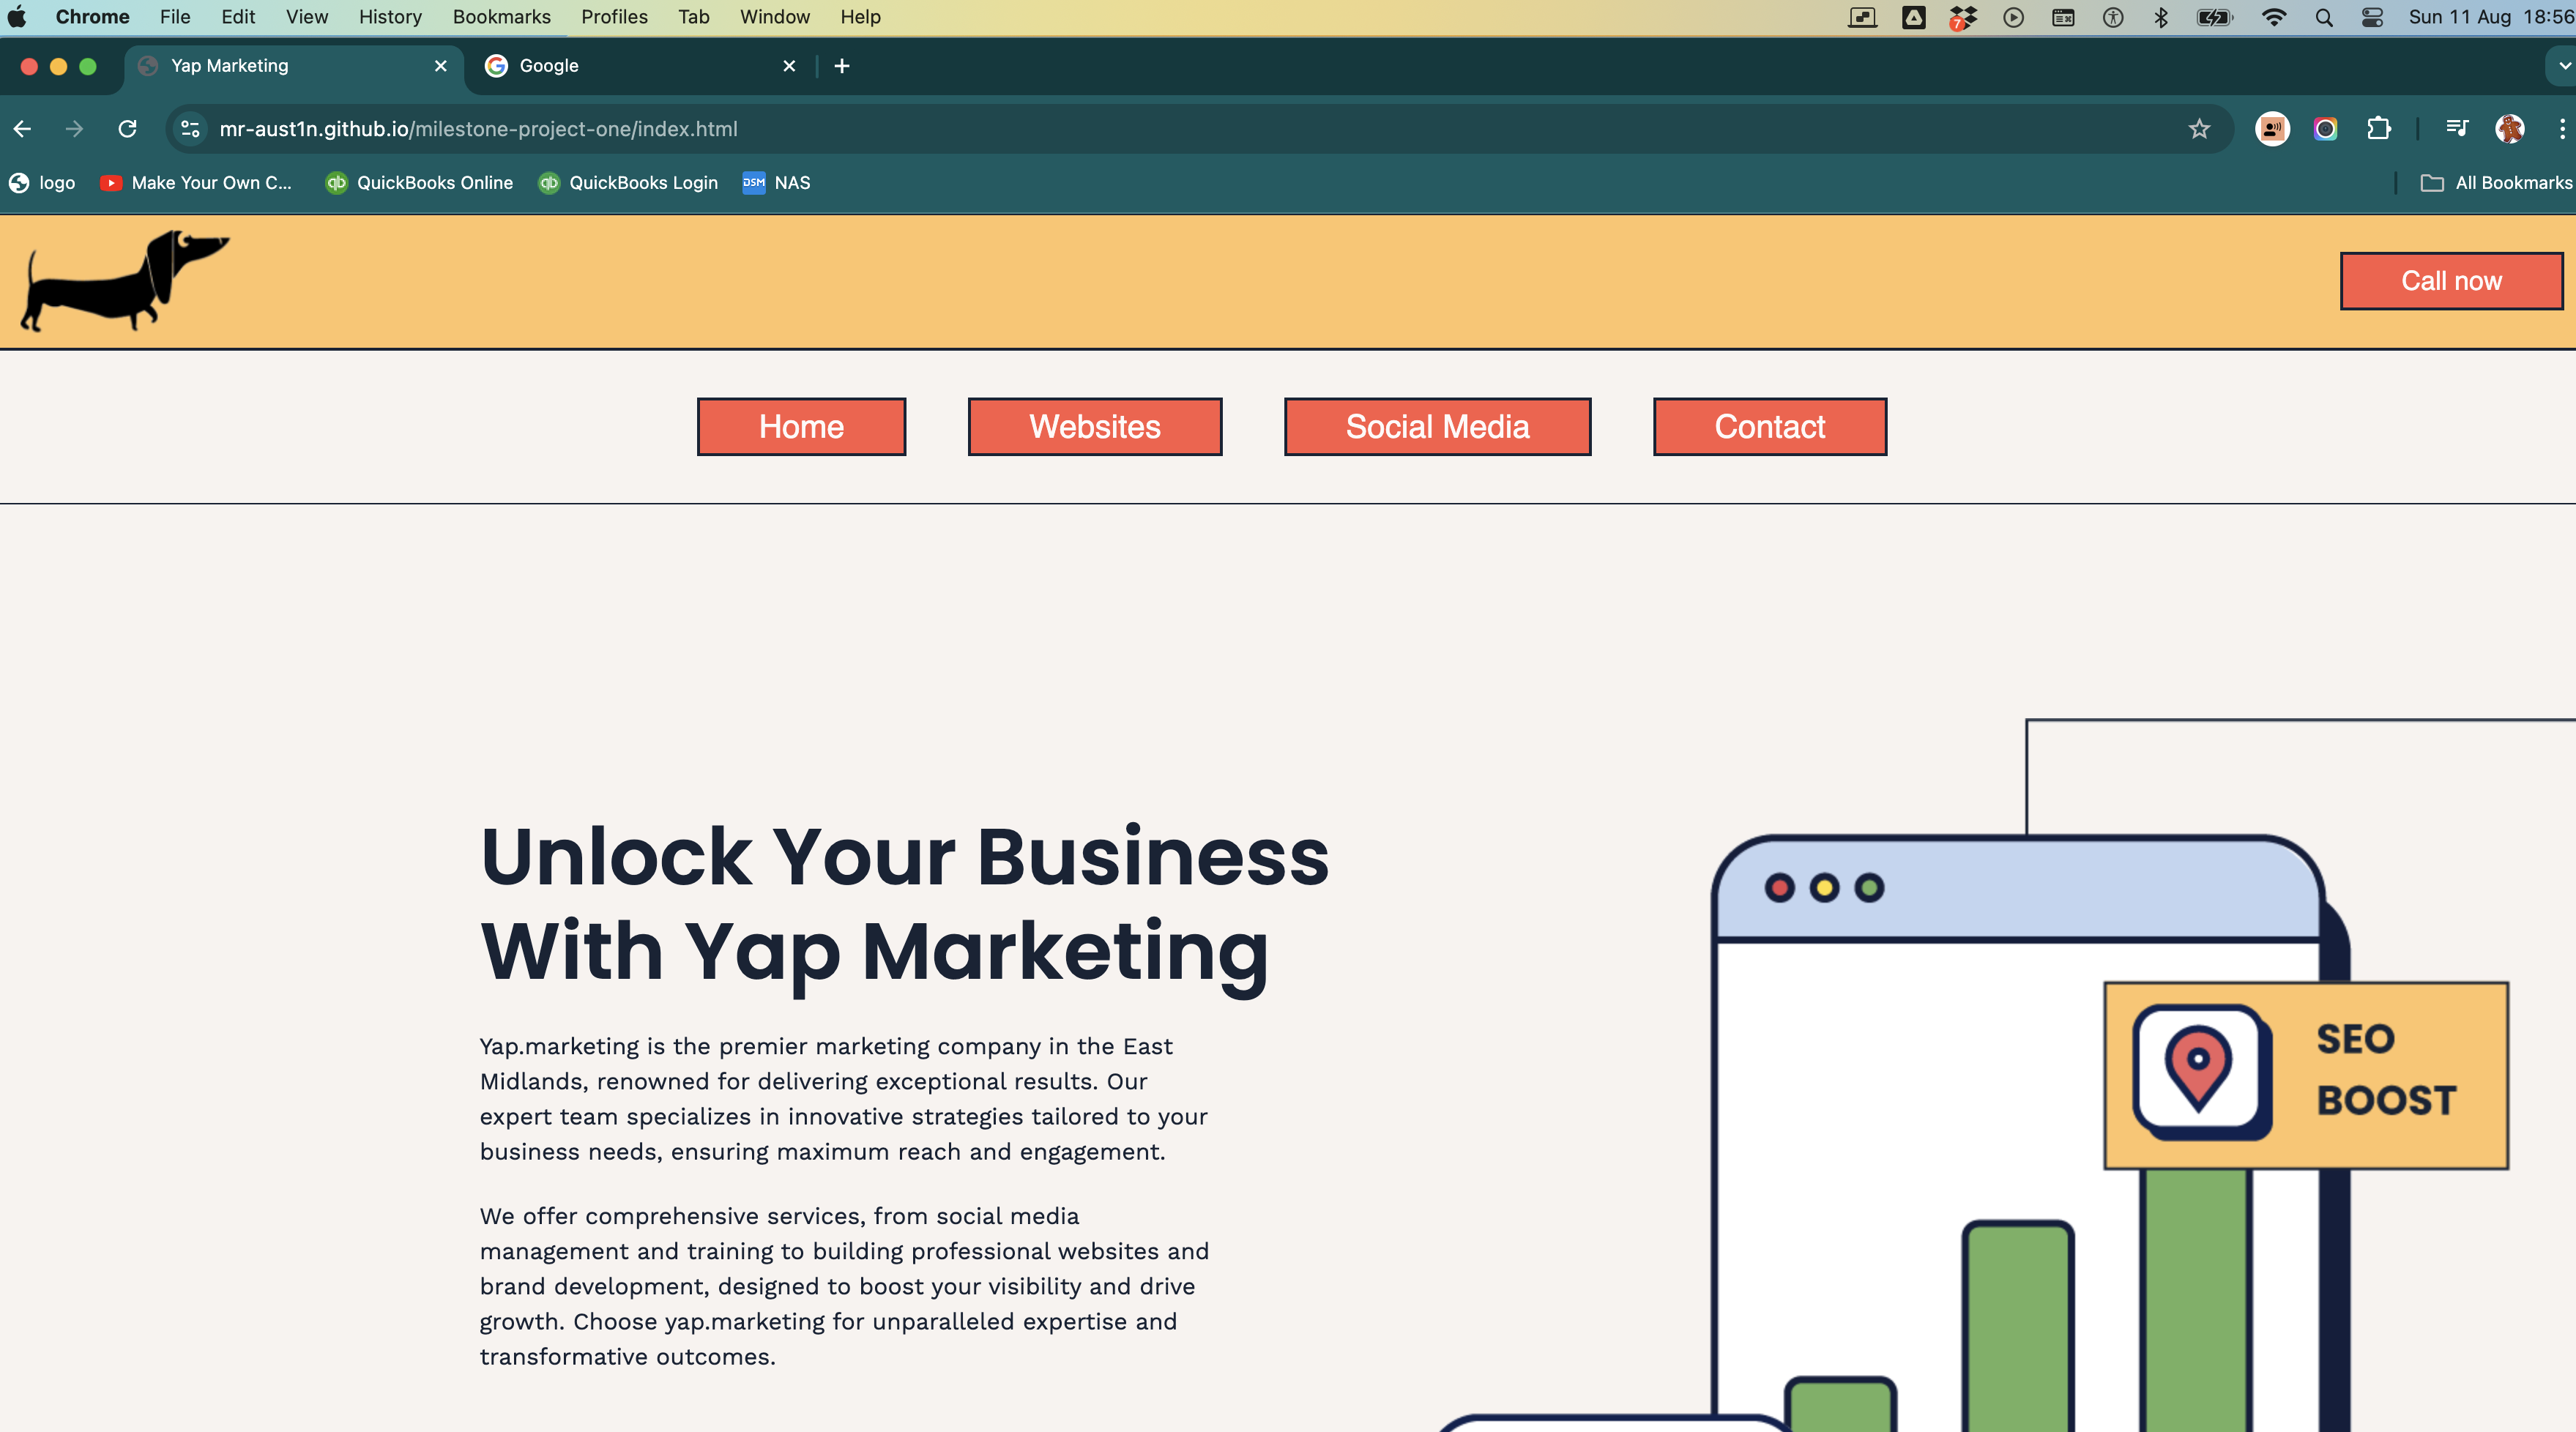 Chrome File Edit View History Bookmarks Profiles Tab Window Help 7 Sun 11 Aug 18:56
Yap Marketing Google
mr-aust1n.github.io/milestone-project-one/index.html
logo Make Your Own C... qb QuickBooks Online qb QuickBooks Login DSM NAS All Bookmarks
Call now
Home Websites Social Media Contact
Unlock Your Business
With Yap Marketing
Yap.marketing is the premier marketing company in the East
Midlands, renowned for delivering exceptional results. Our
expert team specializes in innovative strategies tailored to your
business needs, ensuring maximum reach and engagement.
We offer comprehensive services, from social media
management and training to building professional websites and
brand development, designed to boost your visibility and drive
growth. Choose yap.marketing for unparalleled expertise and
transformative outcomes.
SEO
BOOST